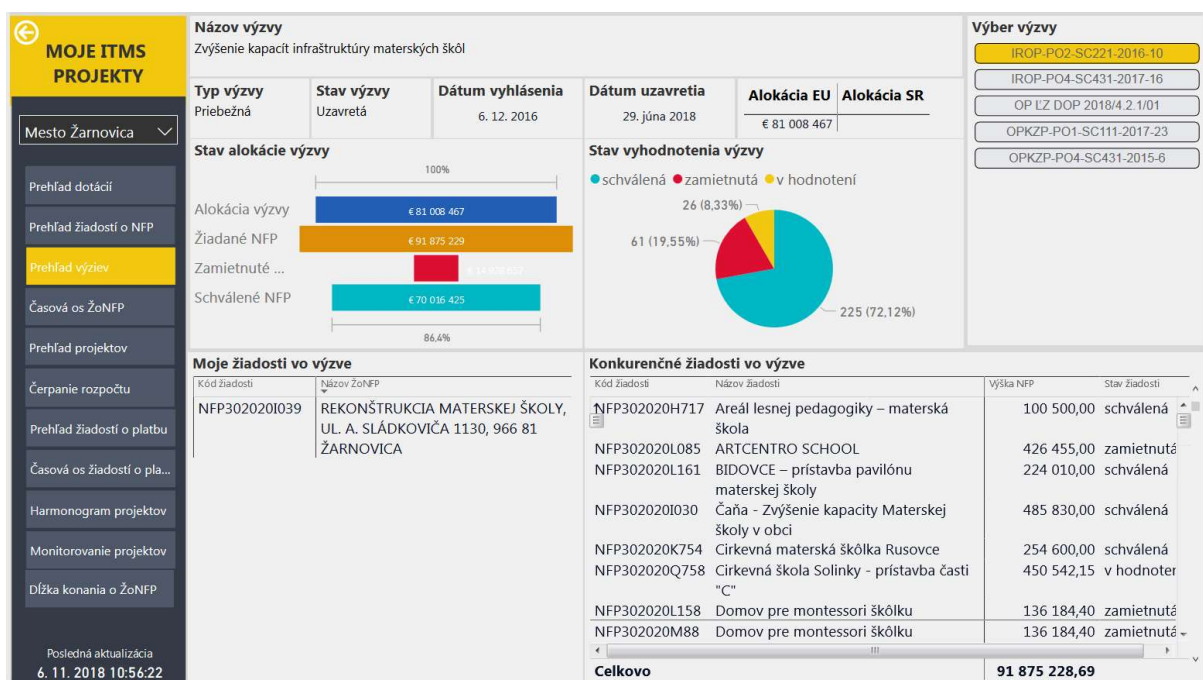 MOJE ITMS
PROJEKTY
Mesto Žarnovica
Prehľad dotácií
Prehľad žiadostí o NFP
Prehľad výziev
Časová os ŽoNFP
Prehľad projektov
Čerpanie rozpočtu
Prehľad žiadostí o platbu
Časová os žiadostí o pla...
Harmonogram projektov
Monitorovanie projektov
Dĺžka konania o ŽoNFP
Posledná aktualizácia
6. 11. 2018 10:56:22
Názov výzvy
Zvýšenie kapacít infraštruktúry materských škôl
Typ výzvy
Priebežná
Stav výzvy
Uzavretá
Dátum vyhlásenia
6. 12. 2016
Dátum uzavretia
29. júna 2018
Alokácia EU Alokácia SR
€ 81 008 467
Výber výzvy
IROP-PO2-SC221-2016-10
IROP-PO4-SC431-2017-16
OP ĽZ DOP 2018/4.2.1/01
OPKZP-PO1-SC111-2017-23
OPKZP-PO4-SC431-2015-6
Stav alokácie výzvy
100%
Alokácia výzvy € 81 008 467
Žiadané NFP € 91 875 229
Zamietnuté ...
Schválené NFP € 70 016 425
86,4%
Stav vyhodnotenia výzvy
schválená zamietnutá v hodnotení
26 (8,33%)
61 (19,55%)
225 (72,12%)
Moje žiadosti vo výzve
Kód žiadosti Názov ŽoNFP
NFP302020I039 REKONŠTRUKCIA MATERSKEJ ŠKOLY,
UL. A. SLÁDKOVIČA 1130, 966 81
ŽARNOVICA
Konkurenčné žiadosti vo výzve
Kód žiadosti Názov žiadosti Výška NFP Stav žiadosti
NFP302020H717 Areál lesnej pedagogiky – materská 100 500,00 schválená
škola
NFP302020L085 ARTCENTRO SCHOOL 426 455,00 zamietnutá
NFP302020L161 BIDOVCE – prístavba pavilónu 224 010,00 schválená
materskej školy
NFP302020I030 Čaňa - Zvýšenie kapacity Materskej 485 830,00 schválená
školy v obci
NFP302020K754 Cirkevná materská škôlka Rusovce 254 600,00 schválená
NFP302020Q758 Cirkevná škola Solinky - prístavba časti 450 542,15 v hodnoter
"C"
NFP302020L158 Domov pre montessori škôlku 136 184,40 zamietnutá
NFP302020M88 Domov pre montessori škôlku 136 184,40 zamietnutá
Celkovo 91 875 228,69